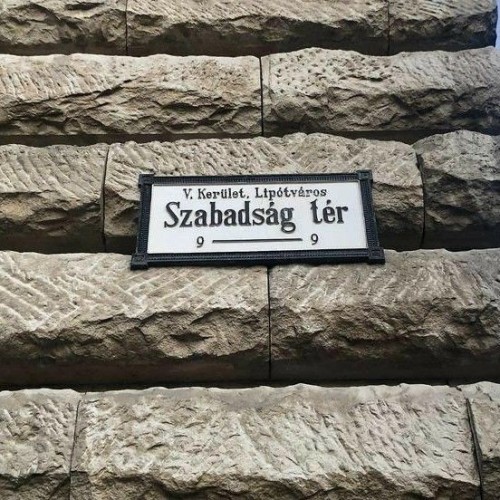 V. Kerület, Lipótváros
Szabadság tér
9 — 9